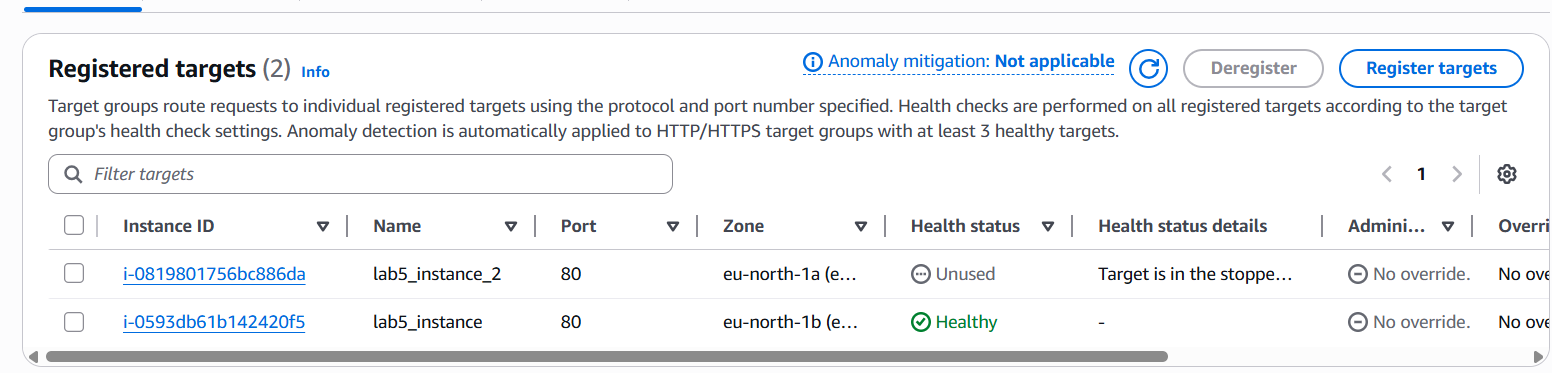 Registered targets (2) Info
Anomaly mitigation: Not applicable
Deregister
Register targets
Target groups route requests to individual registered targets using the protocol and port number specified. Health checks are performed on all registered targets according to the target
group's health check settings. Anomaly detection is automatically applied to HTTP/HTTPS target groups with at least 3 healthy targets.
Filter targets
1
Instance ID Name Port Zone Health status Health status details Admini... Overri
i-0819801756bc886da lab5_instance_2 80 eu-north-1a (e... Unused Target is in the stoppe... No override. No ove
i-0593db61b142420f5 lab5_instance 80 eu-north-1b (e... Healthy - No override. No ove